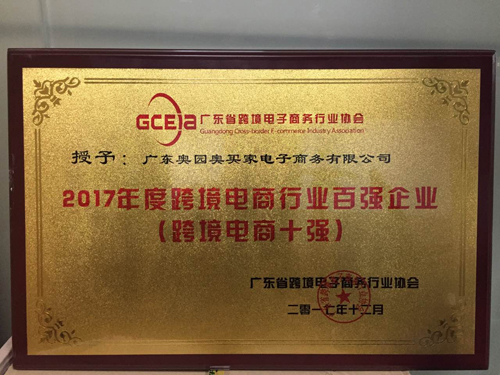 GCEIA 广东省跨境电子商务行业协会
Guangdong Cross-border E-commerce Industry Association
授予：广东奥园奥买家电子商务有限公司
2017年度跨境电商行业百强企业
（跨境电商十强）
广东省跨境电子商务行业协会
二零一七年十二月